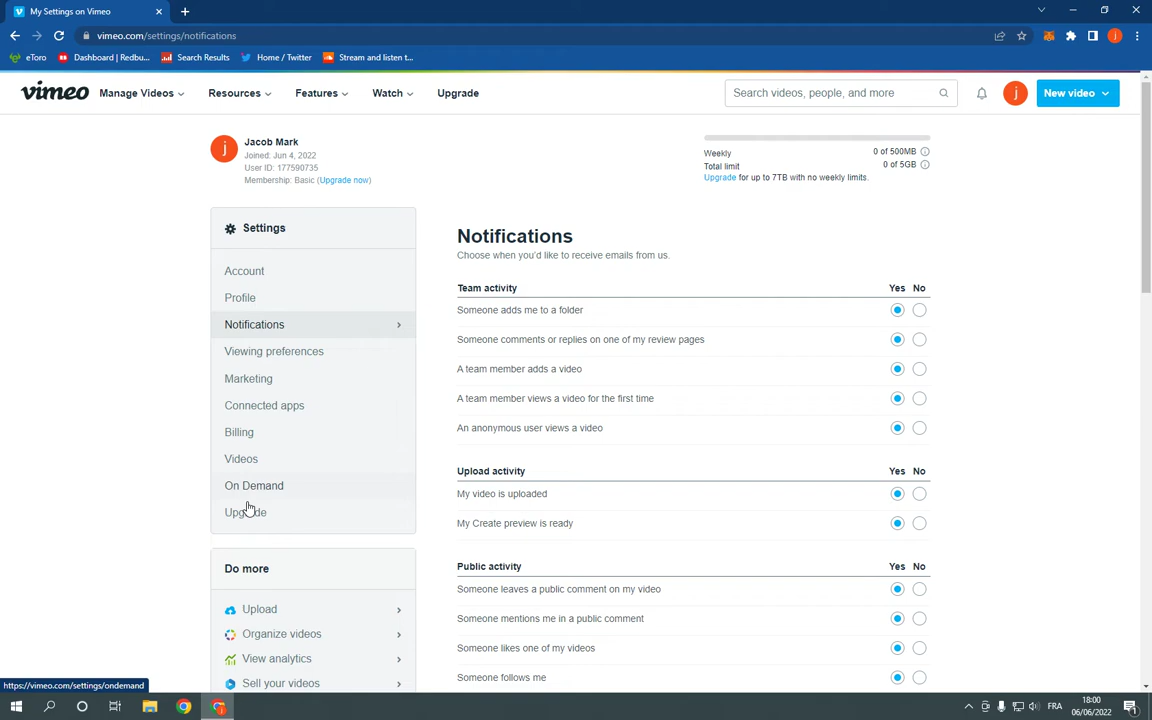 My Settings on Vimeo
vimeo.com/settings/notifications
eToro
Dashboard | Redbu...
Search Results
Home / Twitter
Stream and listen t...
vimeo
Manage Videos
Resources
Features
Watch
Upgrade
Search videos, people, and more
j
New video
j
Jacob Mark
Joined: Jun 4, 2022
User ID: 177590735
Membership: Basic (Upgrade now)
Weekly
0 of 500MB
Total limit
0 of 5GB
Upgrade for up to 7TB with no weekly limits.
Settings
Account
Profile
Notifications
Viewing preferences
Marketing
Connected apps
Billing
Videos
On Demand
Upgrade
Do more
Upload
Organize videos
View analytics
Sell your videos
Notifications
Choose when you'd like to receive emails from us.
Team activity Yes No
Someone adds me to a folder
Someone comments or replies on one of my review pages
A team member adds a video
A team member views a video for the first time
An anonymous user views a video
Upload activity Yes No
My video is uploaded
My Create preview is ready
Public activity Yes No
Someone leaves a public comment on my video
Someone mentions me in a public comment
Someone likes one of my videos
Someone follows me
https://vimeo.com/settings/ondemand
FRA
18:00
06/06/2022